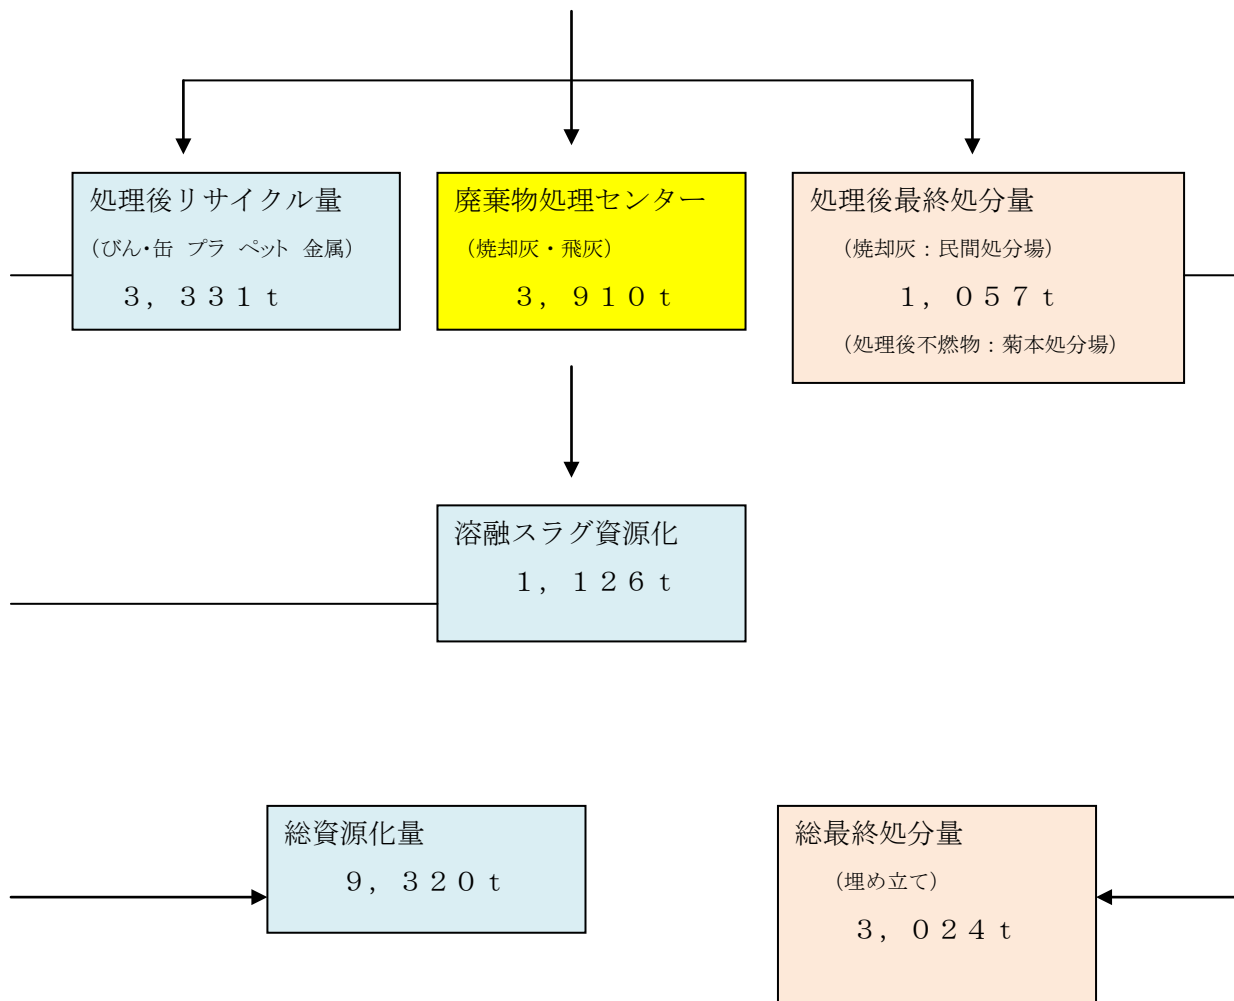 処理後リサイクル量
（びん・缶 プラ ペット 金属）
３，３３１ｔ
廃棄物処理センター
（焼却灰・飛灰）
３，９１０ｔ
処理後最終処分量
（焼却灰：民間処分場）
１，０５７ｔ
（処理後不燃物：菊本処分場）
溶融スラグ資源化
１，１２６ｔ
総資源化量
９，３２０ｔ
総最終処分量
（埋め立て）
３，０２４ｔ